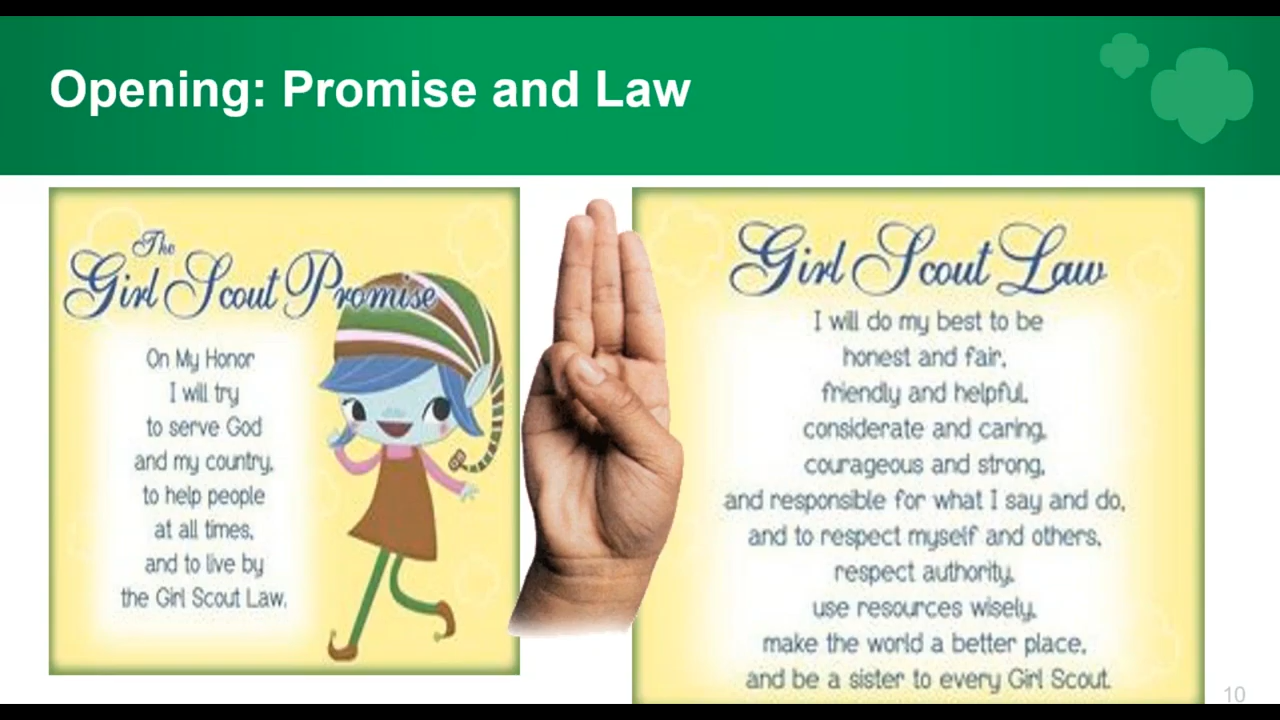 Opening: Promise and Law
The
Girl Scout Promise
On My Honor
I will try
to serve God
and my country,
to help people
at all times,
and to live by
the Girl Scout Law.
Girl Scout Law
I will do my best to be
honest and fair,
friendly and helpful,
considerate and caring,
courageous and strong,
and responsible for what I say and do,
and to respect myself and others,
respect authority,
use resources wisely,
make the world a better place,
and be a sister to every Girl Scout.
10